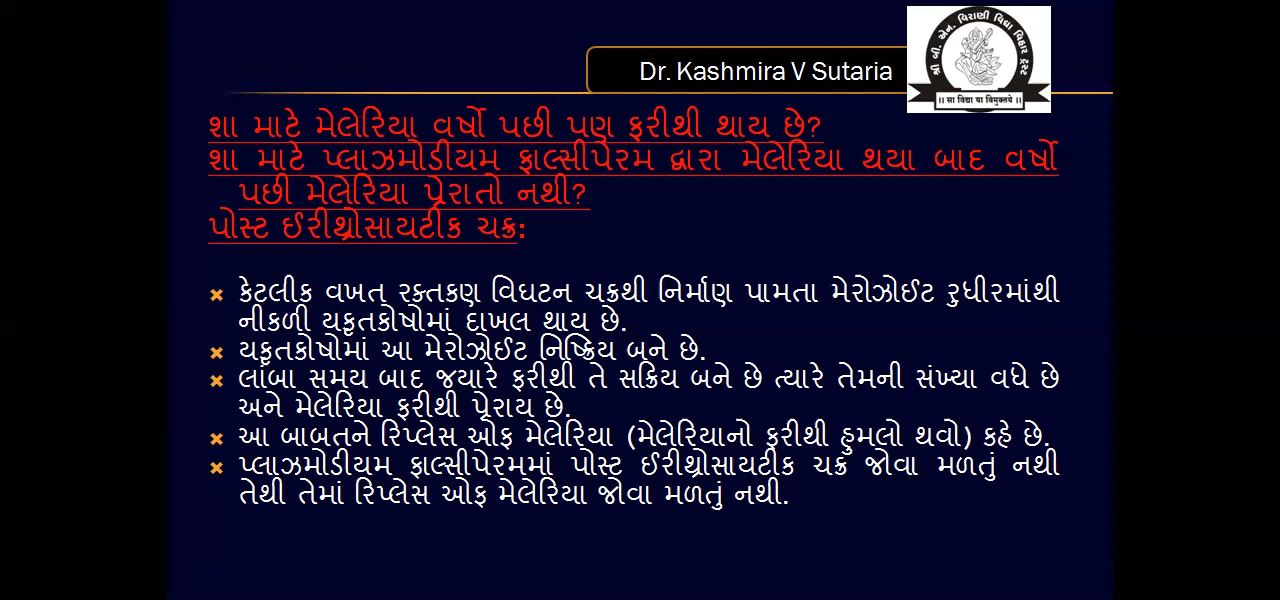 Dr. Kashmira V Sutaria
શ્રી બી. એન. વિરાણી વિદ્યા વિહાર ટ્રસ્ટ
।। સા વિદ્યા યા વિમુક્તયે ।।
શા માટે મેલેરિયા વર્ષો પછી પણ ફરીથી થાય છે?
શા માટે પ્લાઝમોડીયમ ફાલ્સીપેરમ દ્વારા મેલેરિયા થયા બાદ વર્ષો
પછી મેલેરિયા પ્રેરાતો નથી?
પોસ્ટ ઈરીથ્રોસાયટીક ચક્ર:
કેટલીક વખત રક્તકણ વિઘટન ચક્રથી નિર્માણ પામતા મેરોઝોઈટ રુધીરમાંથી
નીકળી યકૃતકોષોમાં દાખલ થાય છે.
યકૃતકોષોમાં આ મેરોઝોઈટ નિષ્ક્રિય બને છે.
લાંબા સમય બાદ જયારે ફરીથી તે સક્રિય બને છે ત્યારે તેમની સંખ્યા વધે છે
અને મેલેરિયા ફરીથી પ્રેરાય છે.
આ બાબતને રિપ્લેસ ઓફ મેલેરિયા (મેલેરિયાનો ફરીથી હુમલો થવો) કહે છે.
પ્લાઝમોડીયમ ફાલ્સીપેરમમાં પોસ્ટ ઈરીથ્રોસાયટીક ચક્ર જોવા મળતું નથી
તેથી તેમાં રિપ્લેસ ઓફ મેલેરિયા જોવા મળતું નથી.